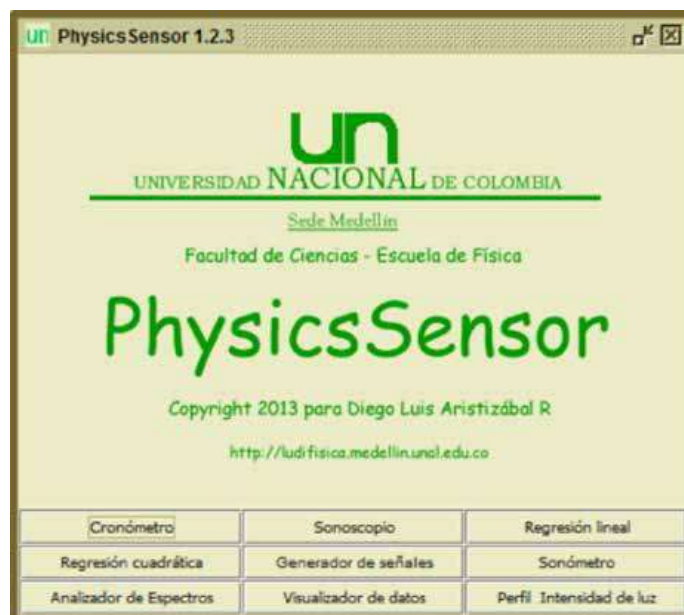 un PhysicsSensor 1.2.3
un
UNIVERSIDAD NACIONAL DE COLOMBIA
Sede Medellín
Facultad de Ciencias - Escuela de Física
PhysicsSensor
Copyright 2013 para Diego Luis Aristizábal R
http://ludifisica.medellin.unal.edu.co
Cronómetro Sonoscopio Regresión lineal
Regresión cuadrática Generador de señales Sonómetro
Analizador de Espectros Visualizador de datos Perfil Intensidad de luz